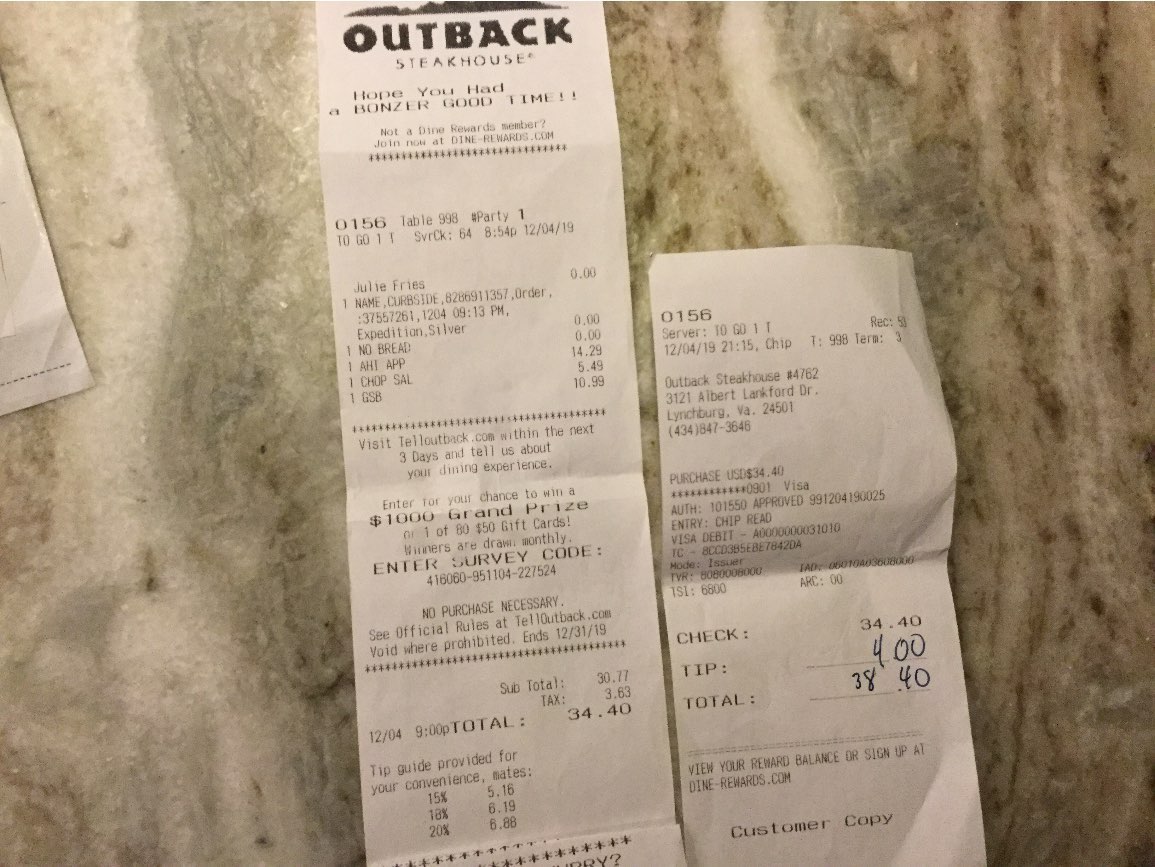 OUTBACK
STEAKHOUSE®
Hope You Had
a BONZER GOOD TIME!!
Not a Dine Rewards member?
Join now at DINE-REWARDS.COM
******************************
0156 Table 998 #Party 1
TO GO 1 T SvrCk: 64 8:54p 12/04/19
Julie Fries 0.00
1 NAME,CURBSIDE,8286911357,Order,
:37557261,1204 09:13 PM,
Expedition,Silver 0.00
1 NO BREAD 0.00
1 AHI APP 14.29
1 CHOP SAL 5.49
1 GSB 10.99
****************************************
Visit Telloutback.com within the next
3 Days and tell us about
your dining experience.
Enter for your chance to win a
$1000 Grand Prize
or 1 of 80 $50 Gift Cards!
Winners are drawn monthly.
ENTER SURVEY CODE:
416060-951104-227524
NO PURCHASE NECESSARY.
See Official Rules at TellOutback.com
Void where prohibited. Ends 12/31/19
****************************************
Sub Total: 30.77
TAX: 3.63
12/04 9:00pTOTAL: 34.40
Tip guide provided for
your convenience, mates:
15% 5.16
18% 6.19
20% 6.88
0156
Server: TO GO 1 T Rec: 51
12/04/19 21:15, Chip T: 998 Term: 3
Outback Steakhouse #4762
3121 Albert Lankford Dr.
Lynchburg, Va. 24501
(434)847-3646
PURCHASE USD$34.40
************0901 Visa
AUTH: 101550 APPROVED 991204190025
ENTRY: CHIP READ
VISA DEBIT - A0000000031010
TC - 8CCD3B5EBE7842DA
Mode: Issuer
TVR: 8080008000 IAD: 06010A03608000
TSI: 6800 ARC: 00
CHECK: 34.40
TIP: 4.00
TOTAL: 38.40
VIEW YOUR REWARD BALANCE OR SIGN UP AT
DINE-REWARDS.COM
Customer Copy